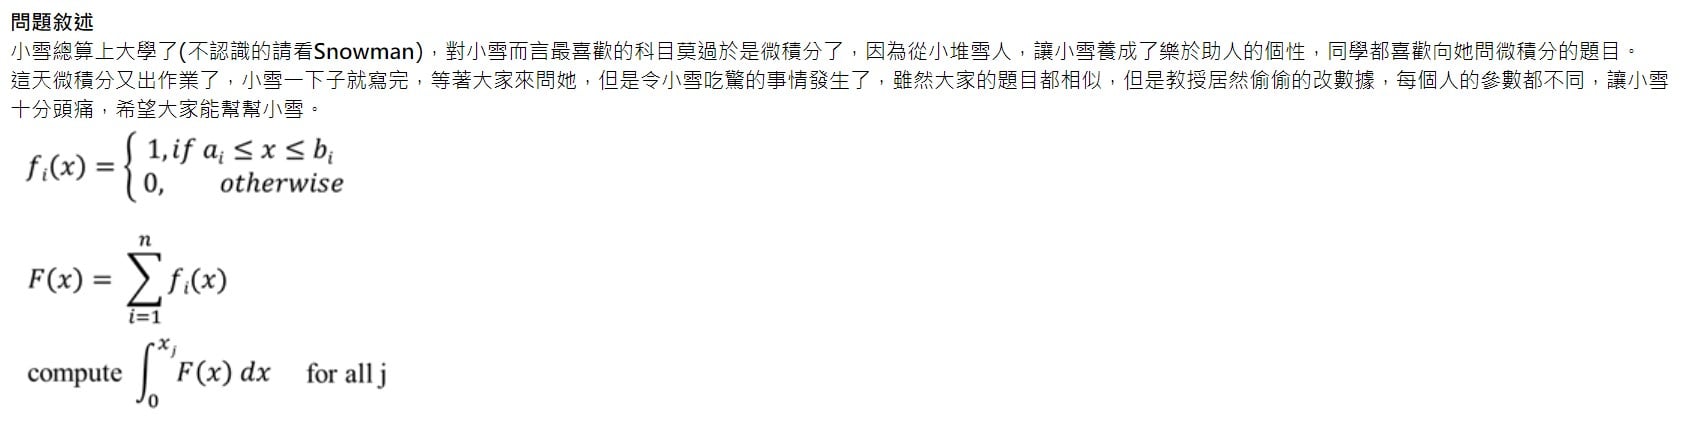 問題敘述
小雪總算上大學了(不認識的請看Snowman)，對小雪而言最喜歡的科目莫過於是微積分了，因為從小堆雪人，讓小雪養成了樂於助人的個性，同學都喜歡向她問微積分的題目。
這天微積分又出作業了，小雪一下子就寫完，等著大家來問她，但是令小雪吃驚的事情發生了，雖然大家的題目都相似，但是教授居然偷偷的改數據，每個人的參數都不同，讓小雪
十分頭痛，希望大家能幫幫小雪。
f_i(x) = { 1, if a_i ≤ x ≤ b_i
0, otherwise
F(x) = ∑_{i=1}^{n} f_i(x)
compute ∫_0^{x_j} F(x) dx for all j